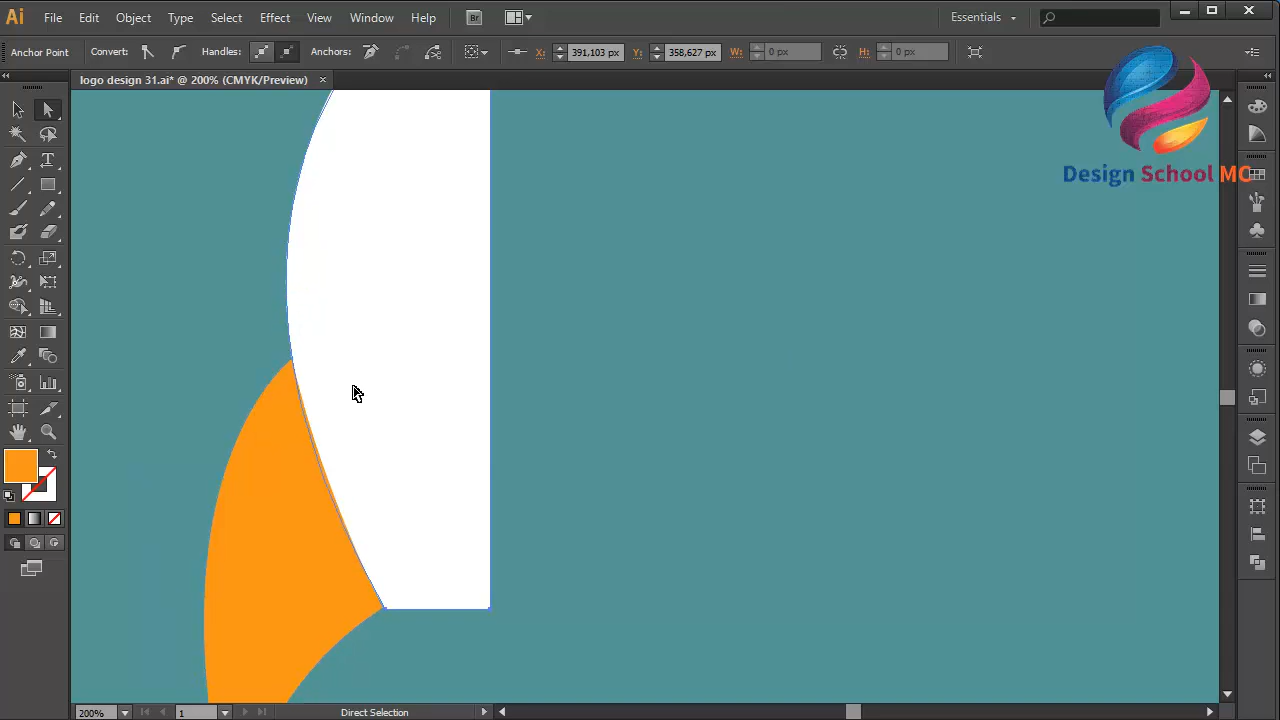 Ai File Edit Object Type Select Effect View Window Help Br Essentials
Anchor Point Convert: Handles: Anchors: X: 391,103 px Y: 358,627 px W: 0 px H: 0 px
logo design 31.ai* @ 200% (CMYK/Preview) ×
Design School MC
200% 1 Direct Selection